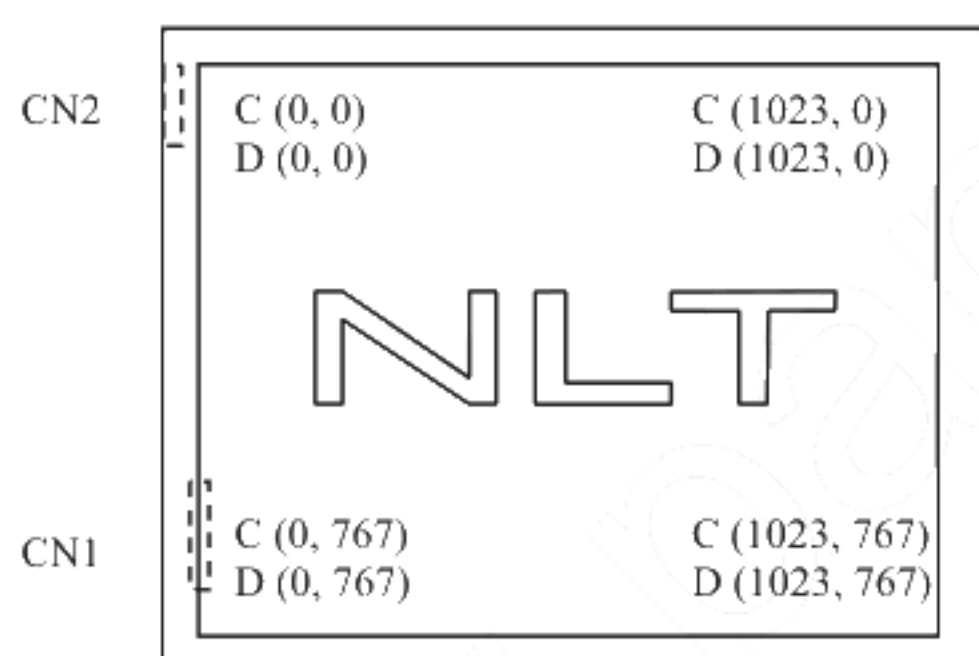 CN2
C (0, 0)
C (1023, 0)
D (0, 0)
D (1023, 0)
NLT
CN1
C (0, 767)
C (1023, 767)
D (0, 767)
D (1023, 767)